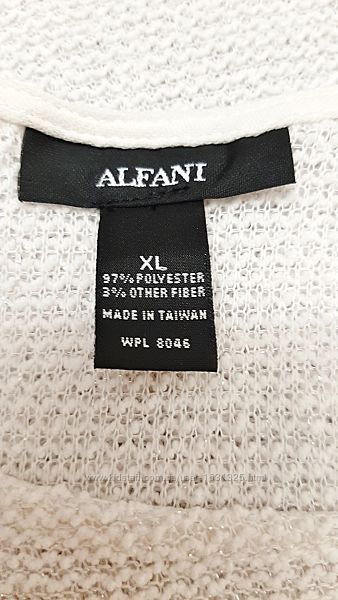 ALFANI
XL
97% POLYESTER
3% OTHER FIBER
MADE IN TAIWAN
WPL 8046